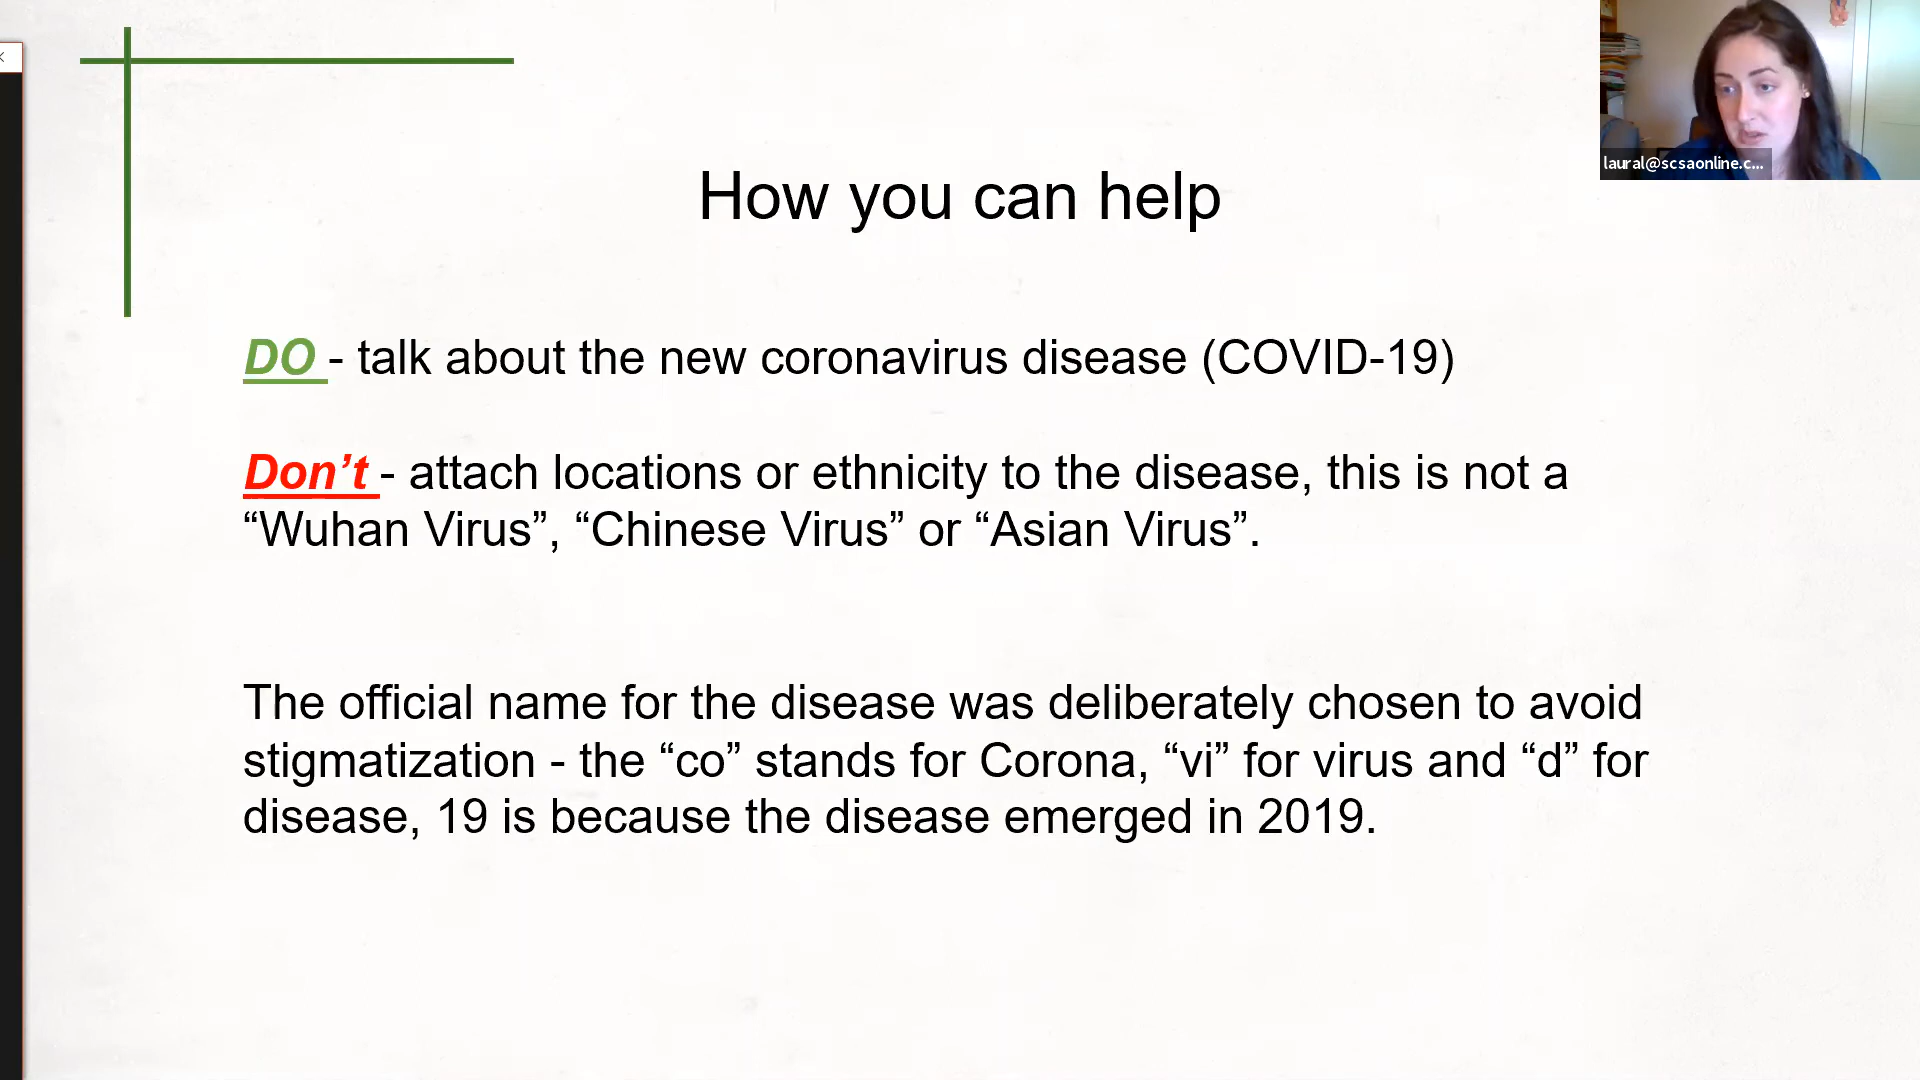 laural@scsaonline.c...
How you can help
DO - talk about the new coronavirus disease (COVID-19)
Don’t - attach locations or ethnicity to the disease, this is not a
“Wuhan Virus”, “Chinese Virus” or “Asian Virus”.
The official name for the disease was deliberately chosen to avoid
stigmatization - the “co” stands for Corona, “vi” for virus and “d” for
disease, 19 is because the disease emerged in 2019.